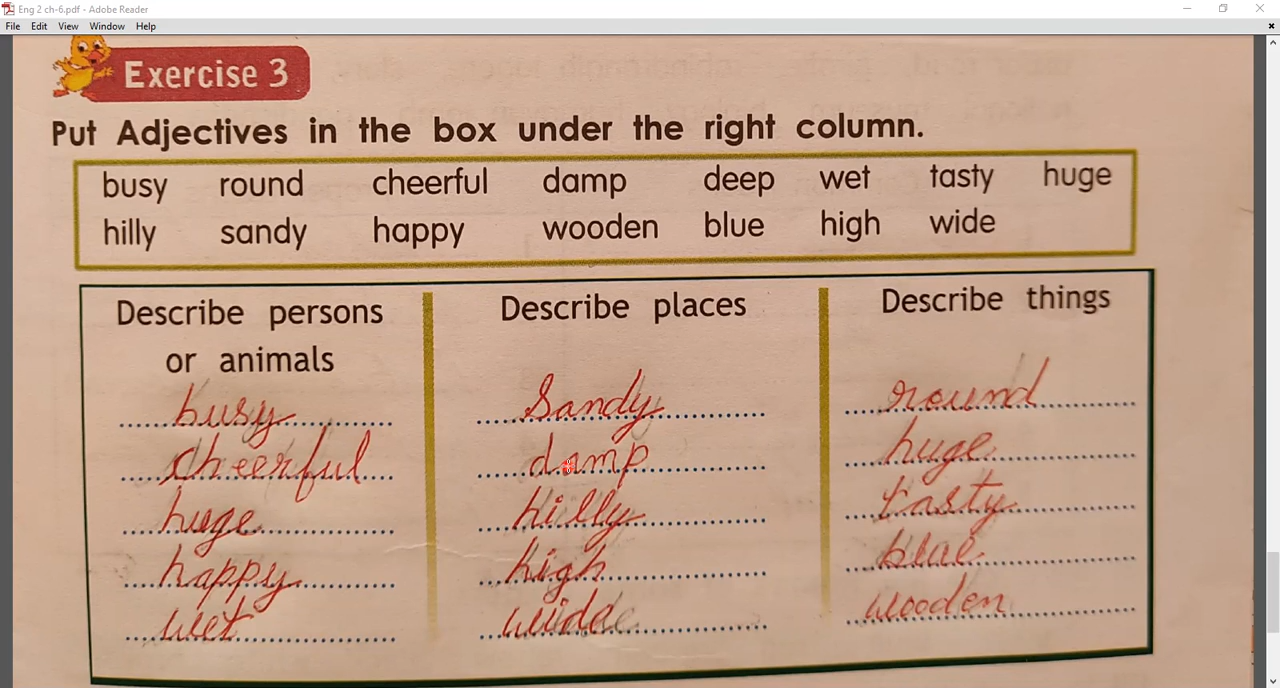 Eng 2 ch-6.pdf - Adobe Reader
File Edit View Window Help
Exercise 3
Put Adjectives in the box under the right column.
busy round cheerful damp deep wet tasty huge
hilly sandy happy wooden blue high wide
Describe persons or animals
busy
cheerful
huge
happy
wet
Describe places
Sandy
damp
hilly
high
Describe things
round
huge
tasty
blue
wooden